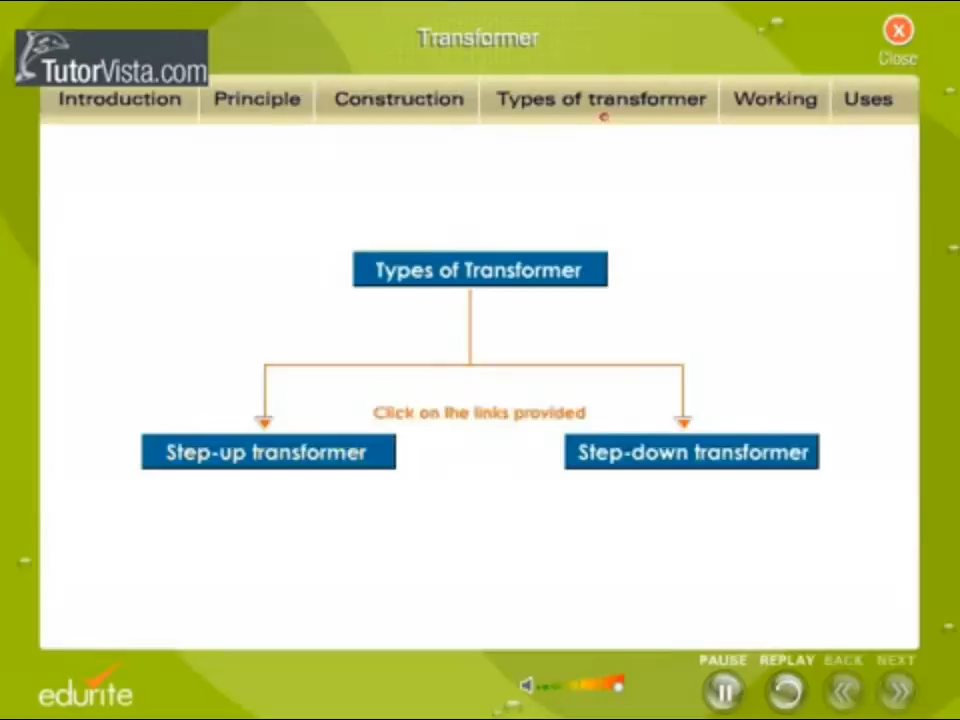 Transformer
Close
TutorVista.com
Introduction
Principle
Construction
Types of transformer
Working
Uses
Types of Transformer
Click on the links provided
Step-up transformer
Step-down transformer
PAUSE
REPLAY
BACK
NEXT
edurite